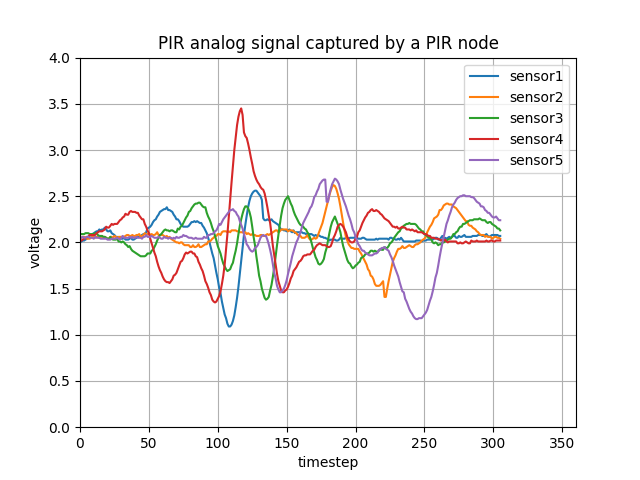 PIR analog signal captured by a PIR node
4.0
3.5
3.0
2.5
2.0
1.5
1.0
0.5
0.0
voltage
sensor1
sensor2
sensor3
sensor4
sensor5
0 50 100 150 200 250 300 350
timestep